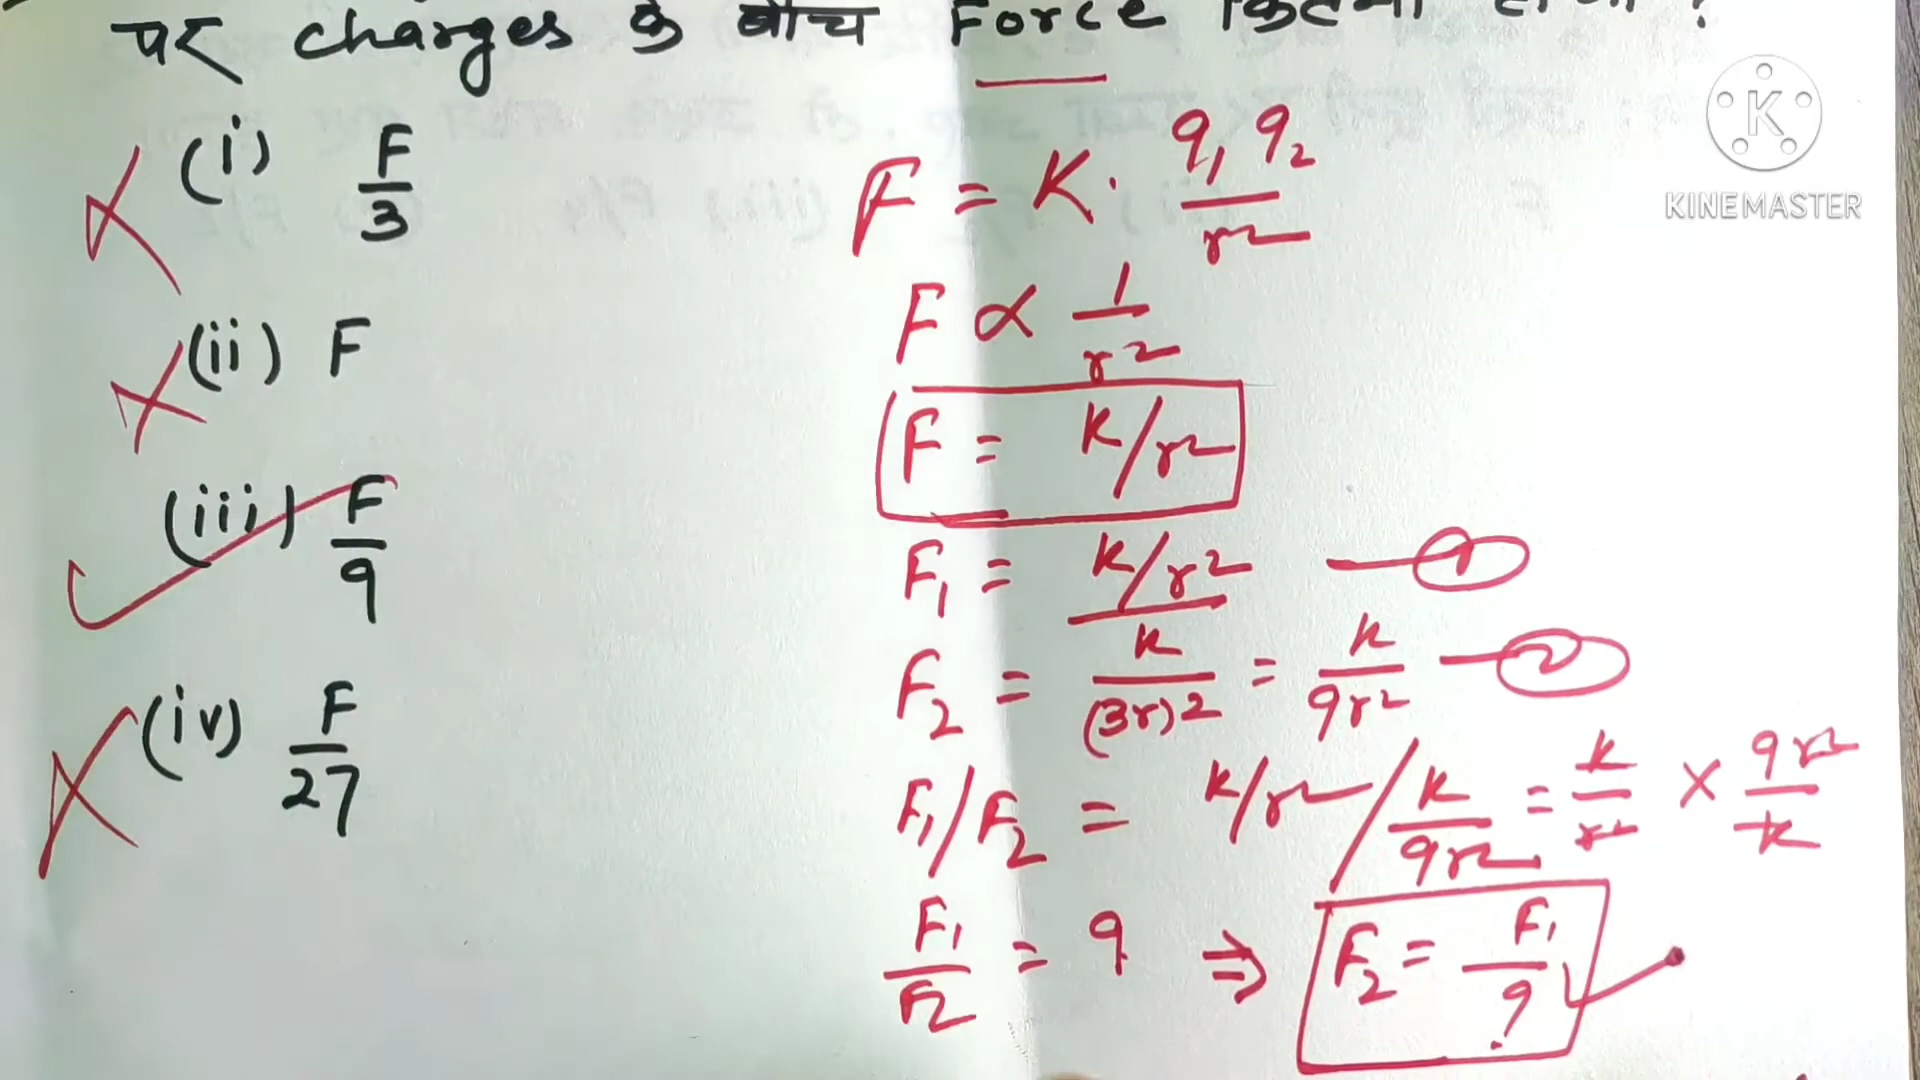 पर charges के बीच Force
(i) F/3
(ii) F
(iii) F/9
(iv) F/27
F = K. q₁ q₂ / r²
F ∝ 1/r²
F = K/r²
F₁ = K/r² — 1
F₂ = K/(3r)² = K/9r² — 2
F₁/F₂ = K/r² / K/9r² = K/r² × 9r²/K
F₁/F₂ = 9 ⇒ F₂ = F₁/9
K
KINEMASTER